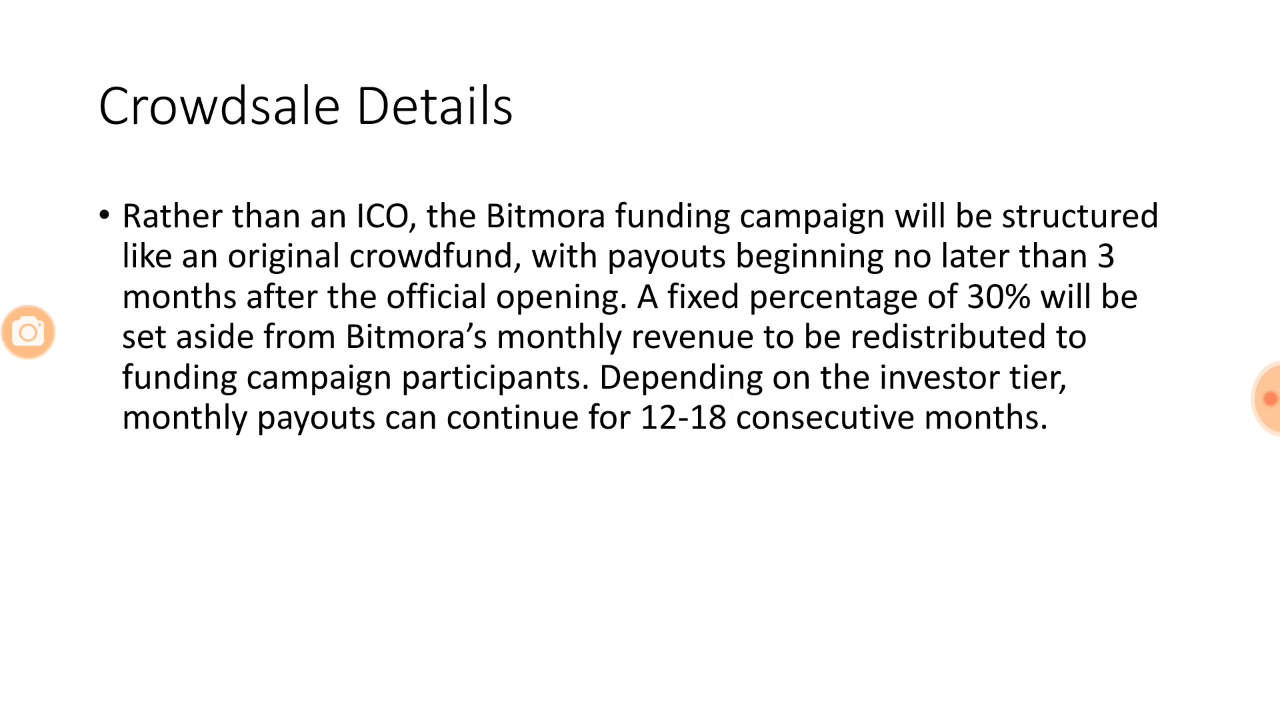 Crowdsale Details
• Rather than an ICO, the Bitmora funding campaign will be structured
like an original crowdfund, with payouts beginning no later than 3
months after the official opening. A fixed percentage of 30% will be
set aside from Bitmora’s monthly revenue to be redistributed to
funding campaign participants. Depending on the investor tier,
monthly payouts can continue for 12-18 consecutive months.